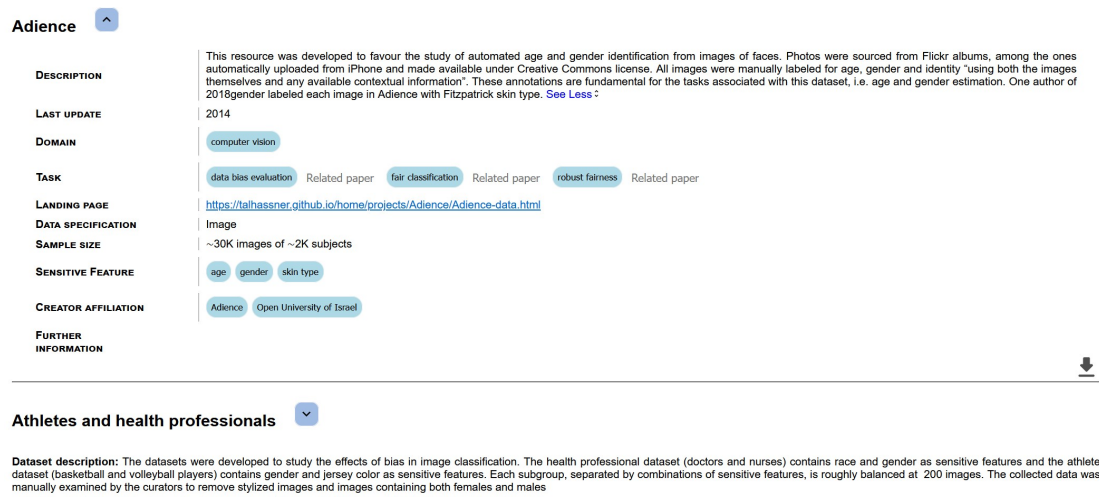 Adience
DESCRIPTION
This resource was developed to favour the study of automated age and gender identification from images of faces. Photos were sourced from Flickr albums, among the ones
automatically uploaded from iPhone and made available under Creative Commons license. All images were manually labeled for age, gender and identity "using both the images
themselves and any available contextual information". These annotations are fundamental for the tasks associated with this dataset, i.e. age and gender estimation. One author of
2018gender labeled each image in Adience with Fitzpatrick skin type. See Less
LAST UPDATE 2014
DOMAIN computer vision
TASK data bias evaluation Related paper fair classification Related paper robust fairness Related paper
LANDING PAGE https://talhassner.github.io/home/projects/Adience/Adience-data.html
DATA SPECIFICATION Image
SAMPLE SIZE ~30K images of ~2K subjects
SENSITIVE FEATURE age gender skin type
CREATOR AFFILIATION Adience Open University of Israel
FURTHER
INFORMATION
Athletes and health professionals
Dataset description: The datasets were developed to study the effects of bias in image classification. The health professional dataset (doctors and nurses) contains race and gender as sensitive features and the athlete
dataset (basketball and volleyball players) contains gender and jersey color as sensitive features. Each subgroup, separated by combinations of sensitive features, is roughly balanced at 200 images. The collected data was
manually examined by the curators to remove stylized images and images containing both females and males